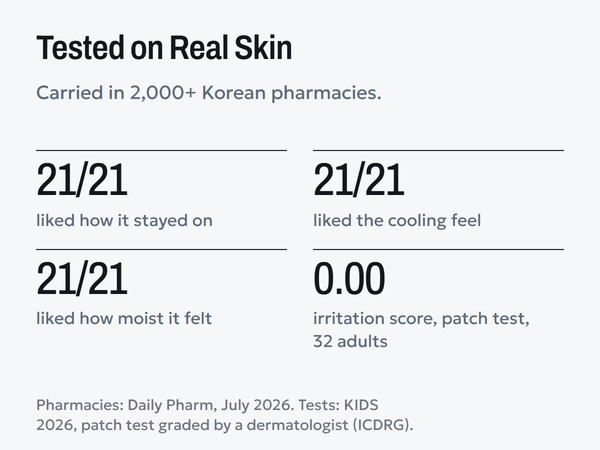 Tested on Real Skin
Carried in 2,000+ Korean pharmacies.
21/21
liked how it stayed on
21/21
liked the cooling feel
21/21
liked how moist it felt
0.00
irritation score, patch test,
32 adults
Pharmacies: Daily Pharm, July 2026. Tests: KIDS
2026, patch test graded by a dermatologist (ICDRG).